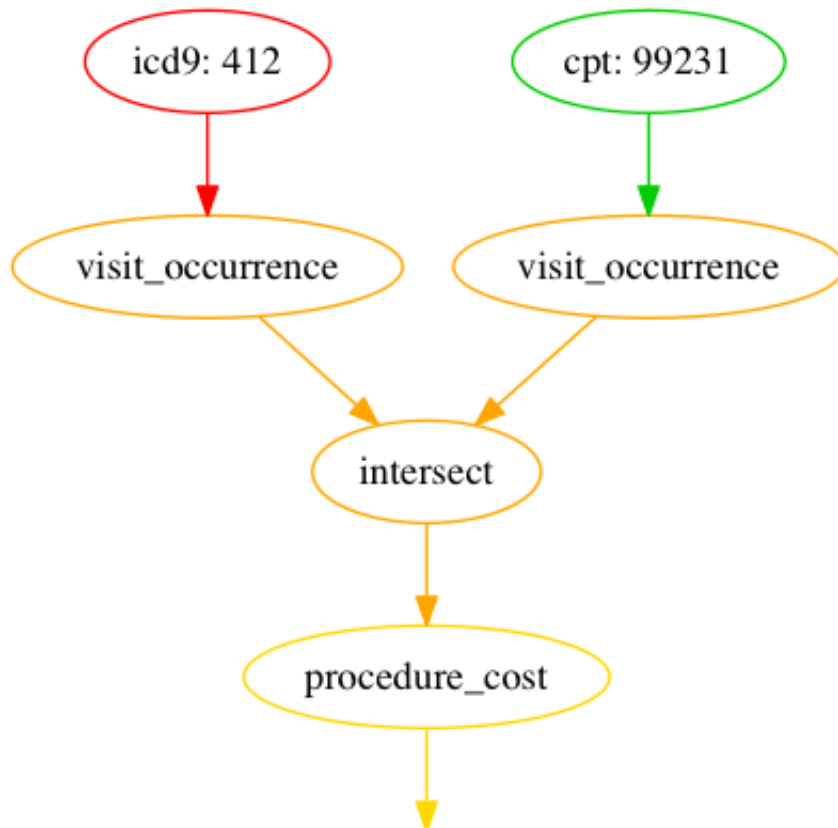 icd9: 412
cpt: 99231
visit_occurrence
visit_occurrence
intersect
procedure_cost